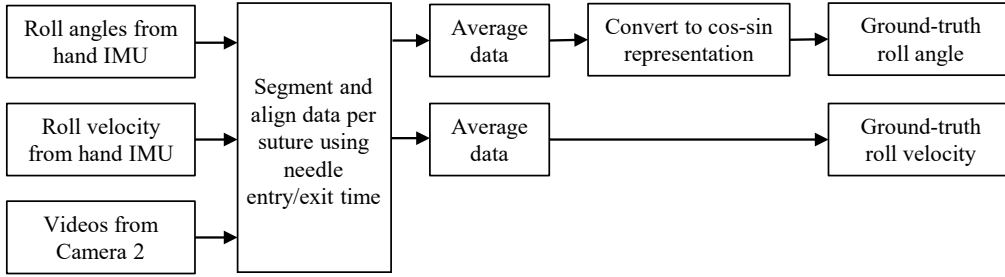 Roll angles from
hand IMU
Roll velocity
from hand IMU
Videos from
Camera 2
Segment and
align data per
suture using
needle
entry/exit time
Average
data
Convert to cos-sin
representation
Ground-truth
roll angle
Average
data
Ground-truth
roll velocity